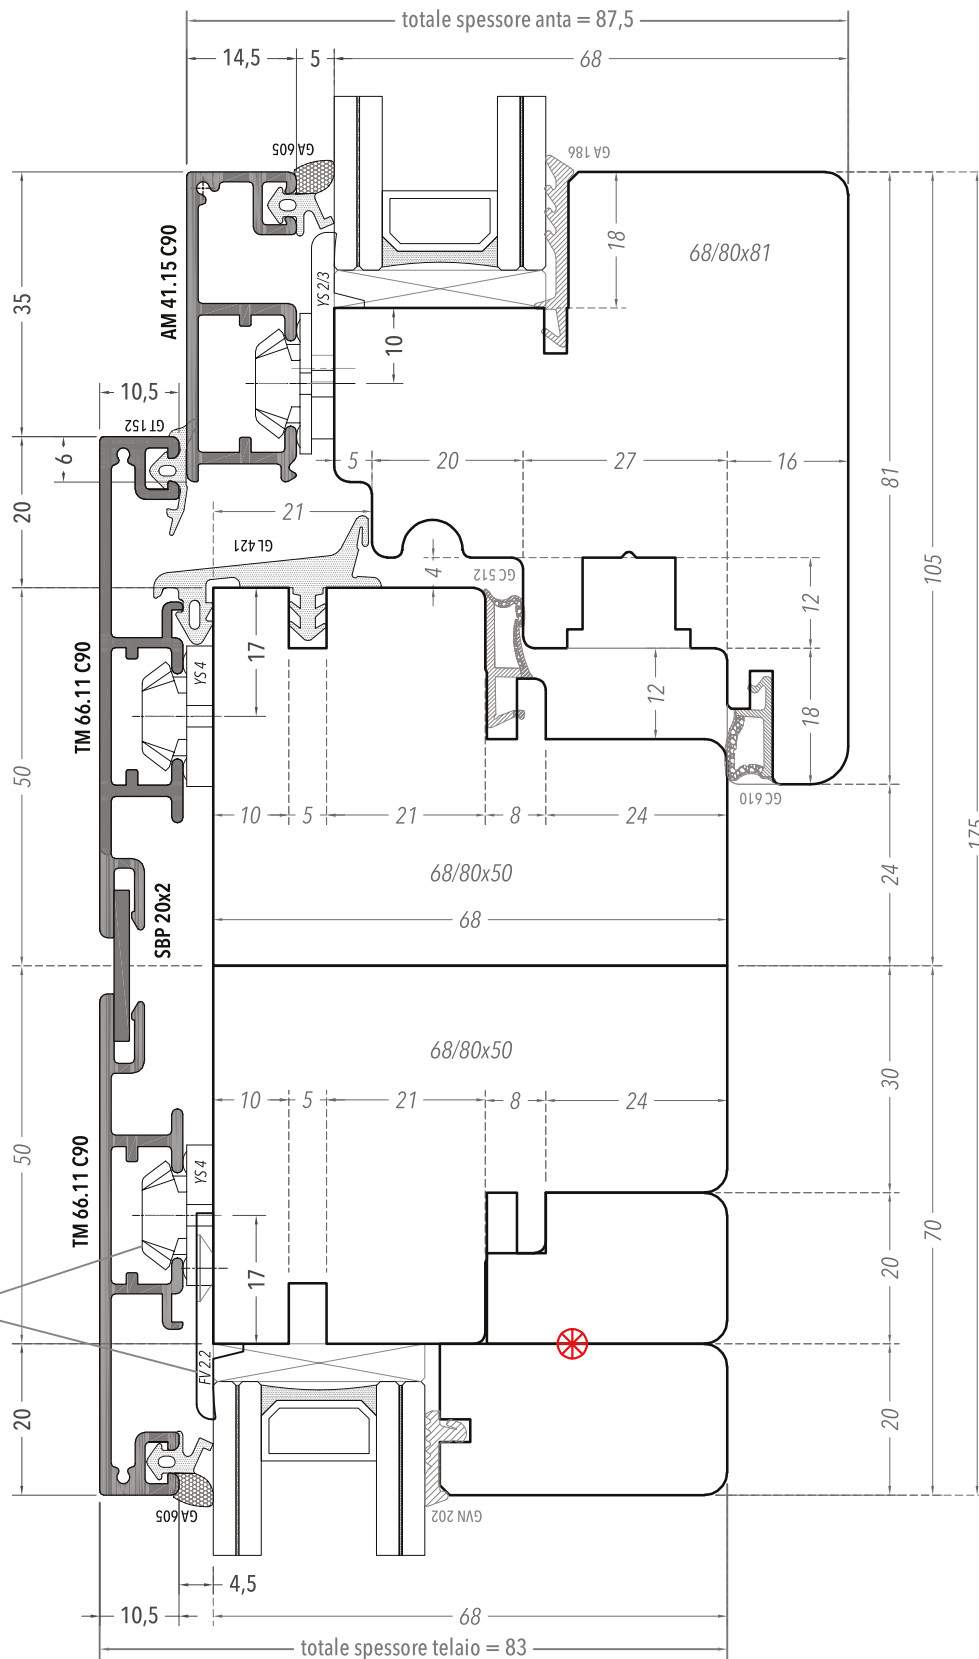 totale spessore anta = 87,5
14,5
5
68
GA 605
GA 186
AM 41.15 C90
YS 2/3
18
68/80x81
35
10
10,5
GT 152
6
5
20
27
16
20
21
GL 421
4
GC 512
12
81
105
TM 66.11 C90
YS 4
17
12
18
50
GC 610
175
10
5
21
8
24
68/80x50
SBP 20x2
68
24
68/80x50
10
5
21
8
24
30
50
TM 66.11 C90
YS 4
17
20
70
FV 2.2
20
20
GA 605
GVN 202
4,5
10,5
68
totale spessore telaio = 83